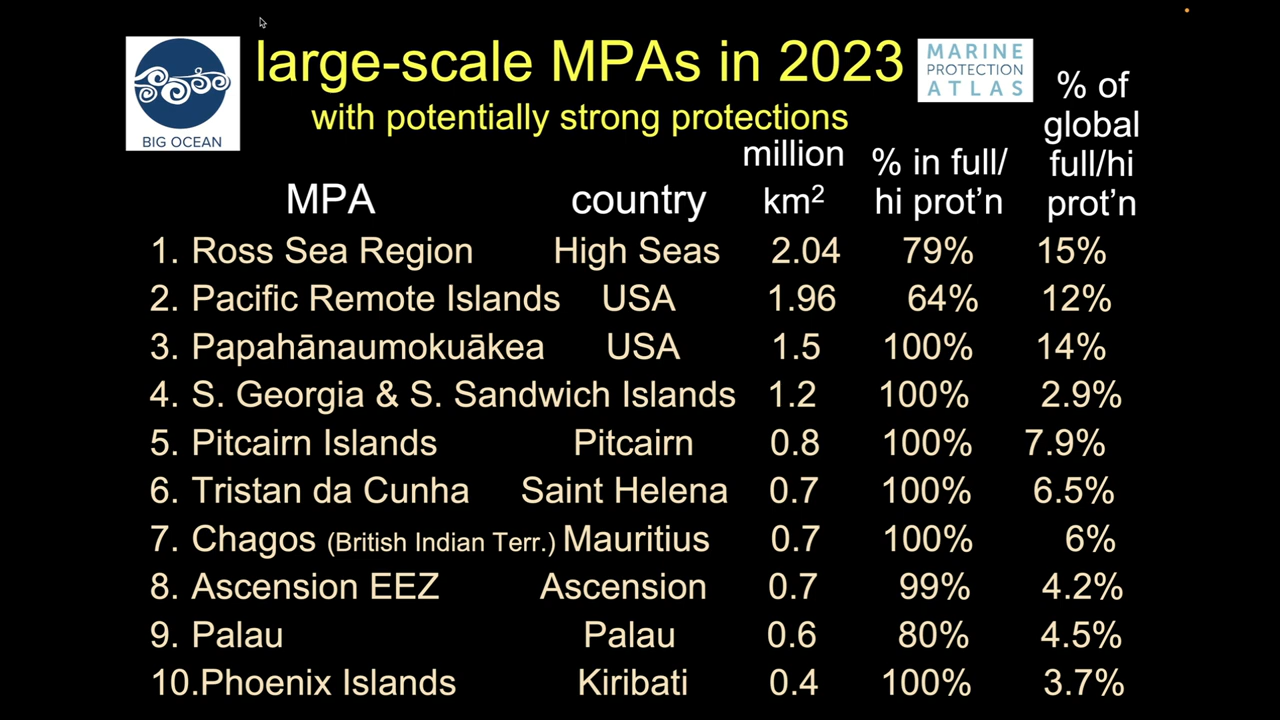 large-scale MPAs in 2023
with potentially strong protections
BIG OCEAN
MARINE
PROTECTION
ATLAS
MPA country million km² % in full/ hi prot’n % of global full/hi prot’n
1. Ross Sea Region High Seas 2.04 79% 15%
2. Pacific Remote Islands USA 1.96 64% 12%
3. Papahānaumokuākea USA 1.5 100% 14%
4. S. Georgia & S. Sandwich Islands 1.2 100% 2.9%
5. Pitcairn Islands Pitcairn 0.8 100% 7.9%
6. Tristan da Cunha Saint Helena 0.7 100% 6.5%
7. Chagos (British Indian Terr.) Mauritius 0.7 100% 6%
8. Ascension EEZ Ascension 0.7 99% 4.2%
9. Palau Palau 0.6 80% 4.5%
10.Phoenix Islands Kiribati 0.4 100% 3.7%